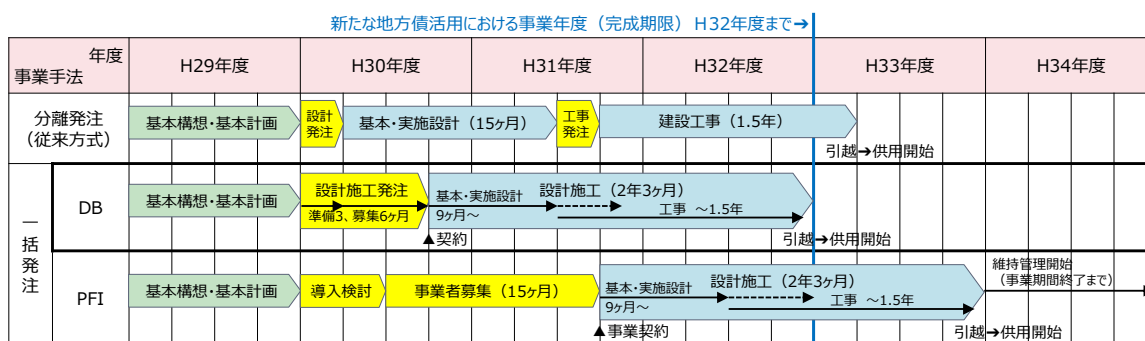 新たな地方債活用における事業年度（完成期限）H32年度まで→
年度
事業手法
H29年度
H30年度
H31年度
H32年度
H33年度
H34年度
分離発注
（従来方式）
基本構想・基本計画
設計
発注
基本・実施設計（15ヶ月）
工事
発注
建設工事（1.5年）
引越→供用開始
一括発注
DB
基本構想・基本計画
設計施工発注
準備3、募集6ヶ月
基本・実施設計
9ヶ月～
設計施工（2年3ヶ月）
工事 ～1.5年
▲契約
引越→供用開始
PFI
基本構想・基本計画
導入検討
事業者募集（15ヶ月）
基本・実施設計
9ヶ月～
設計施工（2年3ヶ月）
工事 ～1.5年
維持管理開始
（事業期間終了まで）
▲事業契約
引越→供用開始